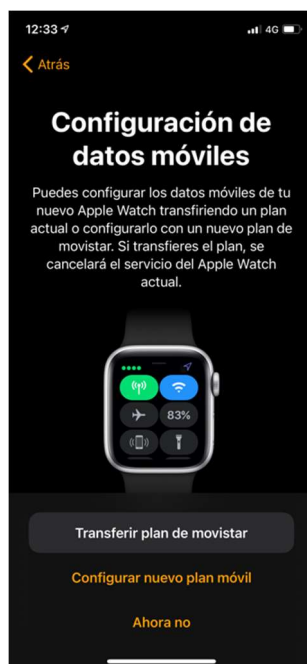 12:33
4G
Atrás
Configuración de
datos móviles
Puedes configurar los datos móviles de tu
nuevo Apple Watch transfiriendo un plan
actual o configurarlo con un nuevo plan de
movistar. Si transfieres el plan, se
cancelará el servicio del Apple Watch
actual.
83%
Transferir plan de movistar
Configurar nuevo plan móvil
Ahora no